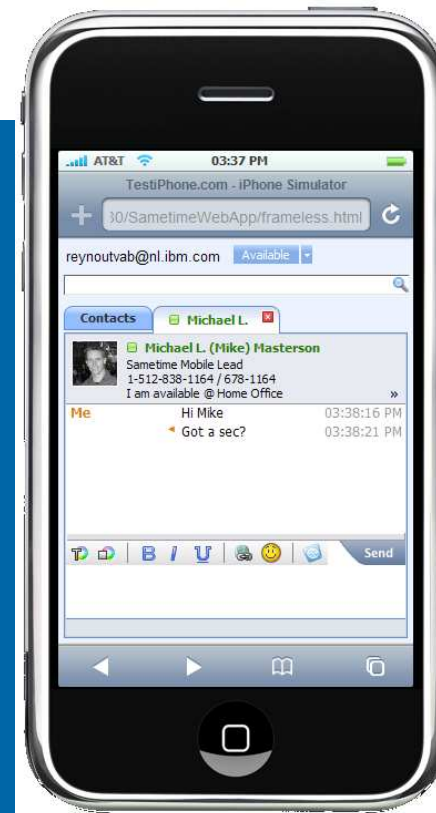 AT&T 03:37 PM
TestiPhone.com - iPhone Simulator
30/SametimeWebApp/frameless.html
reynoutvab@nl.ibm.com Available
Contacts Michael L.
Michael L. (Mike) Masterson
Sametime Mobile Lead
1-512-838-1164 / 678-1164
I am available @ Home Office »
Me Hi Mike 03:38:16 PM
Got a sec? 03:38:21 PM
T B I U Send